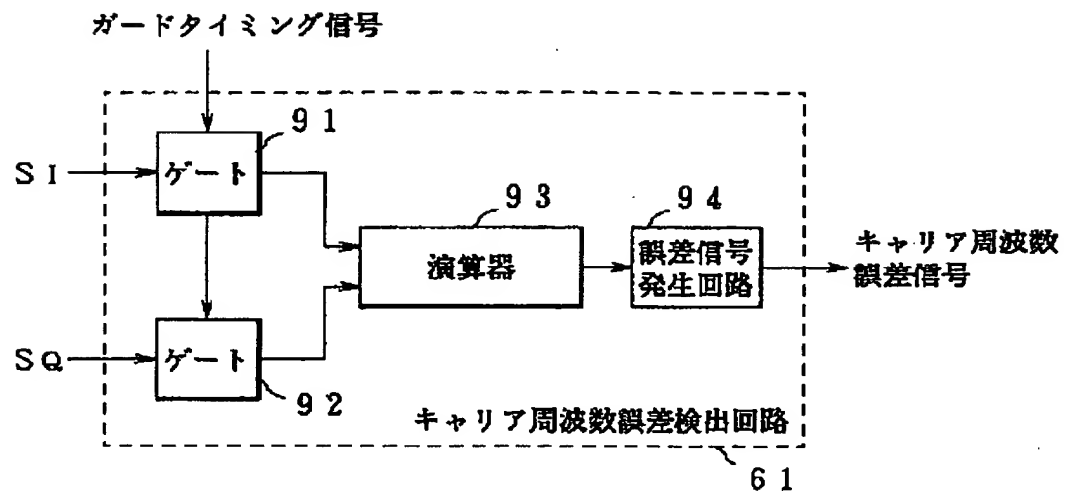 ガードタイミング信号
91
SI
ゲート
93
94
演算器
誤差信号
発生回路
キャリア周波数
誤差信号
SQ
ゲート
92
キャリア周波数誤差検出回路
61